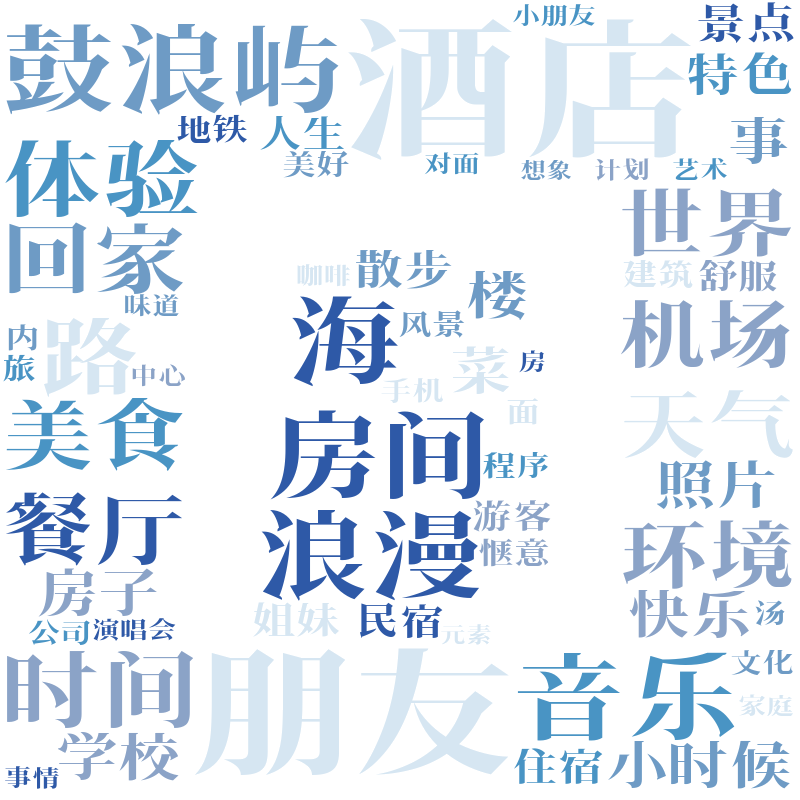 小朋友
景点
鼓浪屿
酒店
特色
地铁
人生
事
体验
美好
对面
想象
计划
艺术
世界
回家
散步
咖啡
建筑
舒服
楼
味道
海
风景
机场
内
路
菜
房
旅
中心
手机
天气
美食
面
房间
程序
照片
餐厅
游客
浪漫
惬意
环境
房子
姐妹
民宿
快乐
汤
公司
演唱会
元素
时间
朋友
音乐
文化
家庭
学校
住宿
小时候
事情